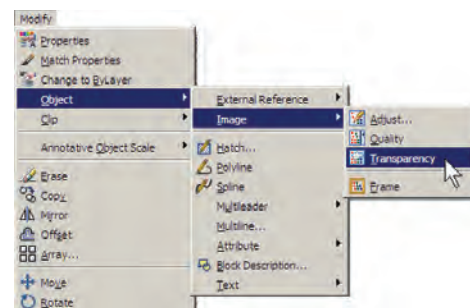 Modify
Properties
Match Properties
Change to ByLayer
Object
Clip
Annotative Object Scale
Erase
Copy
Mirror
Offset
Array...
Move
Rotate
External Reference
Image
Hatch...
Polyline
Spline
Multileader
Multiline...
Attribute
Block Description...
Text
Adjust...
Quality
Transparency
Frame